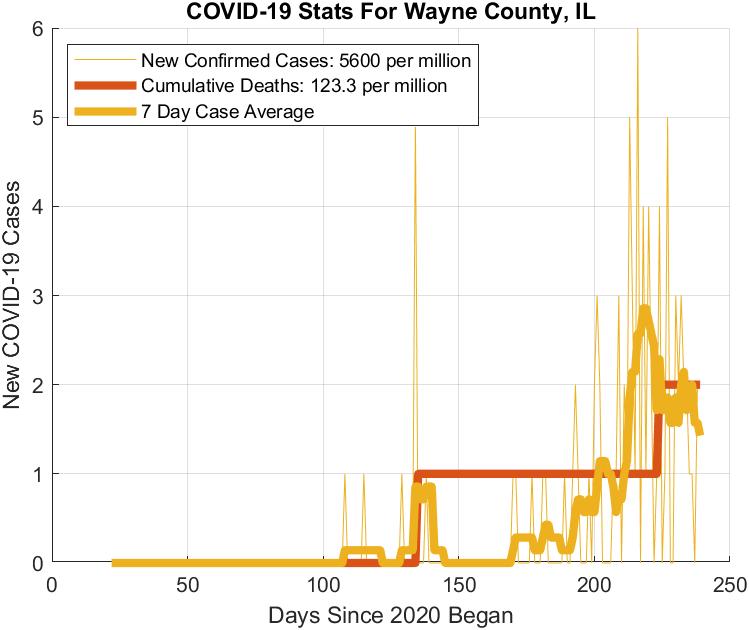 COVID-19 Stats For Wayne County, IL
New Confirmed Cases: 5600 per million
Cumulative Deaths: 123.3 per million
7 Day Case Average
New COVID-19 Cases
6
5
4
3
2
1
0
0 50 100 150 200 250
Days Since 2020 Began